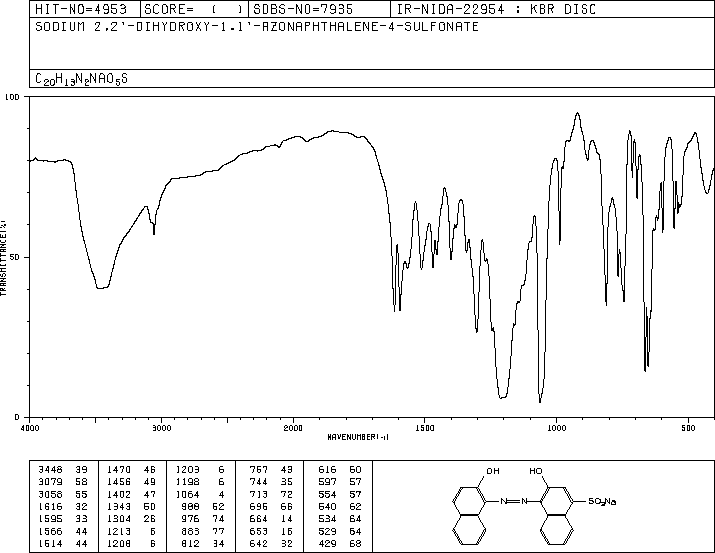 HIT-NO=4953 SCORE= ( ) SDBS-NO=7935 IR-NIDA-22954 : KBR DISC
SODIUM 2,2'-DIHYDROXY-1,1'-AZONAPHTHALENE-4-SULFONATE
C20H13N2NAO5S
100
50
0
TRANSMITTANCE(%)
4000 3000 2000 1500 1000 500
WAVENUMBER(-1)
3448 39 1470 46 1203 6 767 43 616 60
3079 58 1456 49 1198 6 744 35 597 57
3058 55 1402 47 1064 4 713 72 554 57
1616 32 1343 60 988 62 696 66 540 62
1595 33 1304 26 976 74 664 14 534 64
1566 44 1213 6 883 77 653 16 529 64
1514 44 1208 6 812 34 642 32 429 68
OH HO
N=N SO3Na